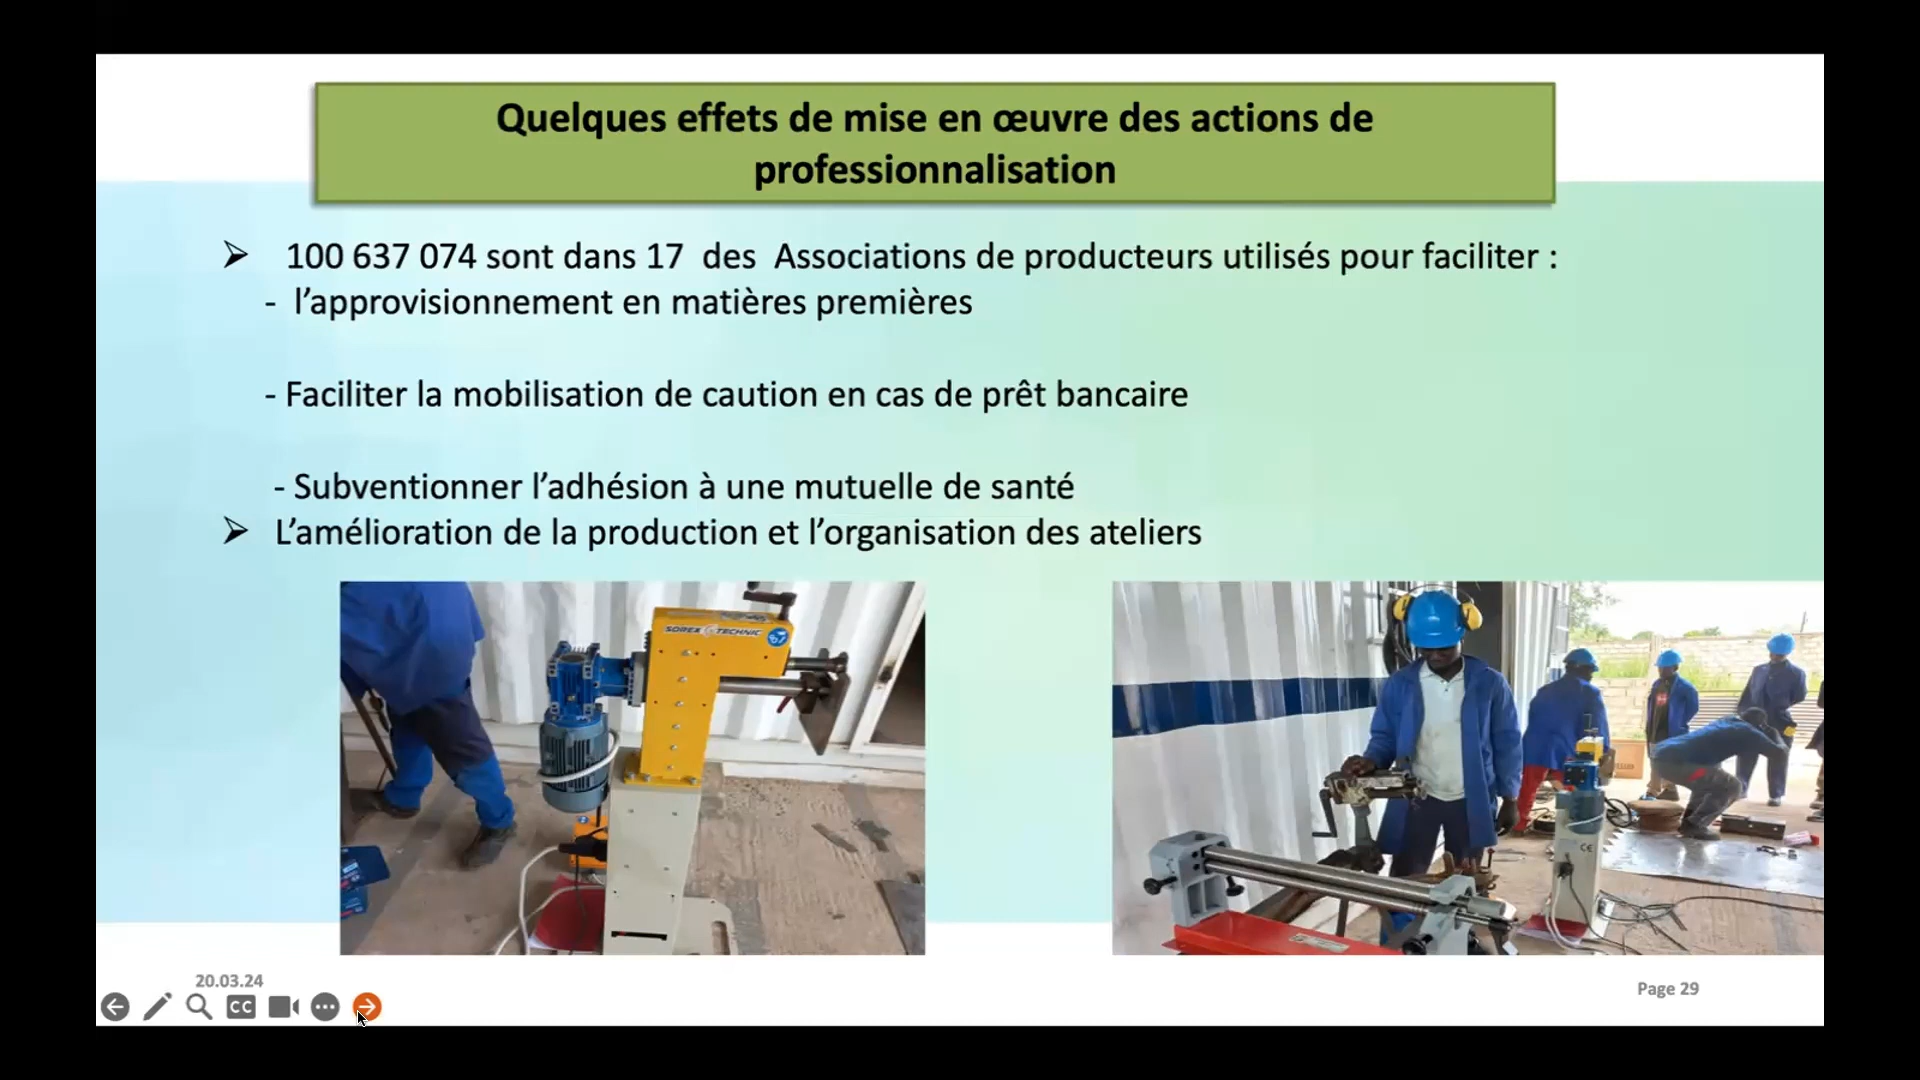 Quelques effets de mise en œuvre des actions de
professionnalisation
➢ 100 637 074 sont dans 17 des Associations de producteurs utilisés pour faciliter :
- l’approvisionnement en matières premières
- Faciliter la mobilisation de caution en cas de prêt bancaire
- Subventionner l’adhésion à une mutuelle de santé
➢ L’amélioration de la production et l’organisation des ateliers
SOREX TECHNIC
CE
20.03.24
Page 29
CC